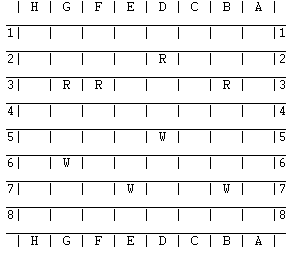 | H | G | F | E | D | C | B | A |
1| | | | | | | | |1
2| | | | | R | | | |2
3| | R | R | | | | R | |3
4| | | | | | | | |4
5| | | | | W | | | |5
6| | W | | | | | | |6
7| | | | W | | | W | |7
8| | | | | | | | |8
| H | G | F | E | D | C | B | A |